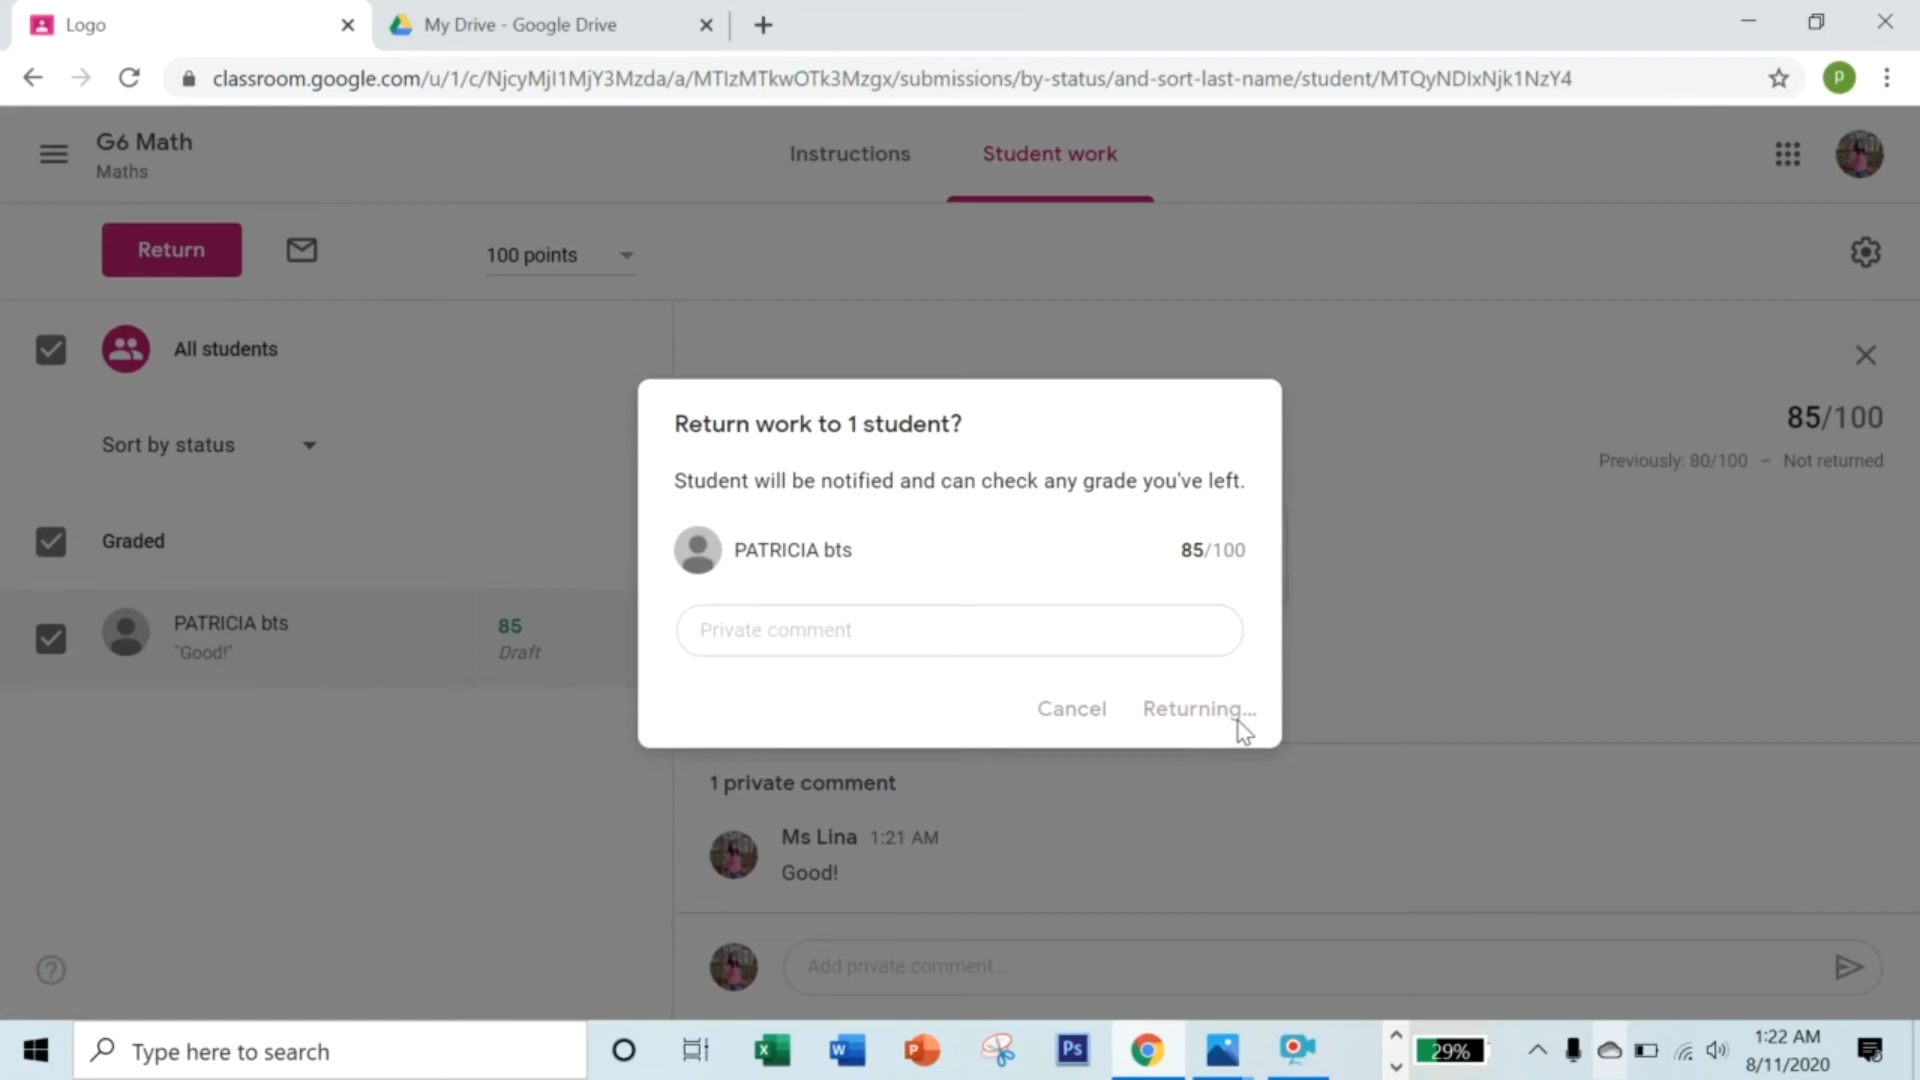 Logo
My Drive - Google Drive
classroom.google.com/u/1/c/NjcyMjI1MjY3Mzda/a/MTIzMTkwOTk3Mzgx/submissions/by-status/and-sort-last-name/student/MTQyNDIxNjk1NzY4
P
G6 Math
Maths
Instructions
Student work
Return
100 points
All students
Sort by status
85/100
Previously: 80/100 – Not returned
Graded
PATRICIA bts
"Good!"
85
Draft
Return work to 1 student?
Student will be notified and can check any grade you've left.
PATRICIA bts
85/100
Private comment
Cancel
Returning...
1 private comment
Ms Lina 1:21 AM
Good!
Add private comment...
Type here to search
Ps
29%
1:22 AM
8/11/2020